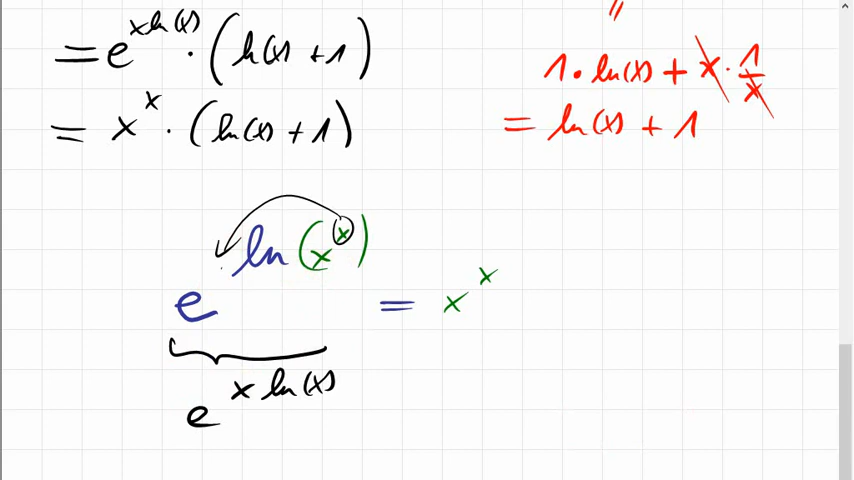 = e^{x ln(x)} · (ln(x) + 1)
= x^x · (ln(x) + 1)
||
1 · ln(x) + x · 1/x
= ln(x) + 1
e^{ln(x^x)} = x^x
e^{x ln(x)}